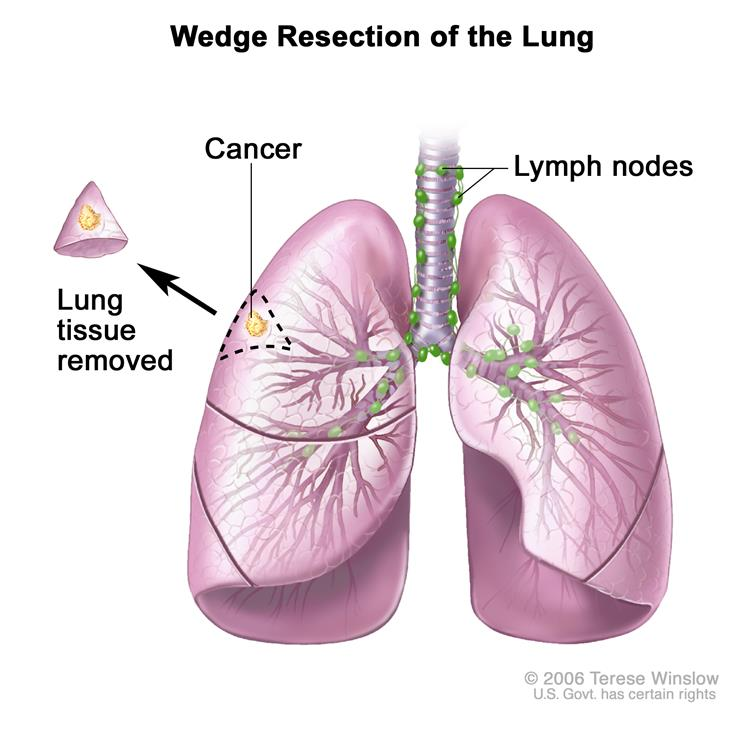 Wedge Resection of the Lung
Cancer
Lymph nodes
Lung
tissue
removed
© 2006 Terese Winslow
U.S. Govt. has certain rights